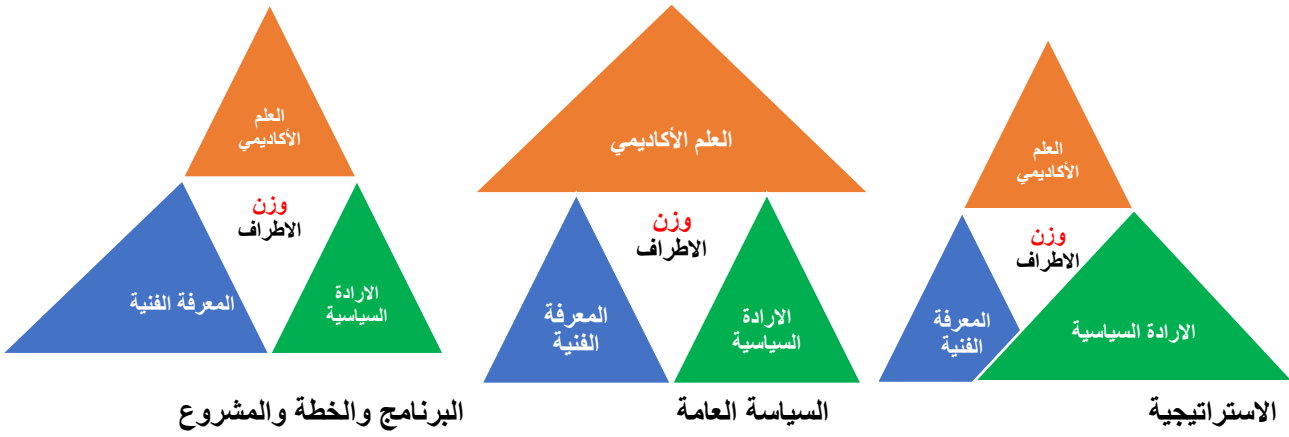 العلم
الأكاديمي
وزن
الاطراف
المعرفة
الفنية
الارادة السياسية
الاستراتيجية
العلم الأكاديمي
وزن
الاطراف
الارادة
السياسية
المعرفة
الفنية
السياسة العامة
العلم
الأكاديمي
وزن
الاطراف
الارادة
السياسية
المعرفة الفنية
البرنامج والخطة والمشروع